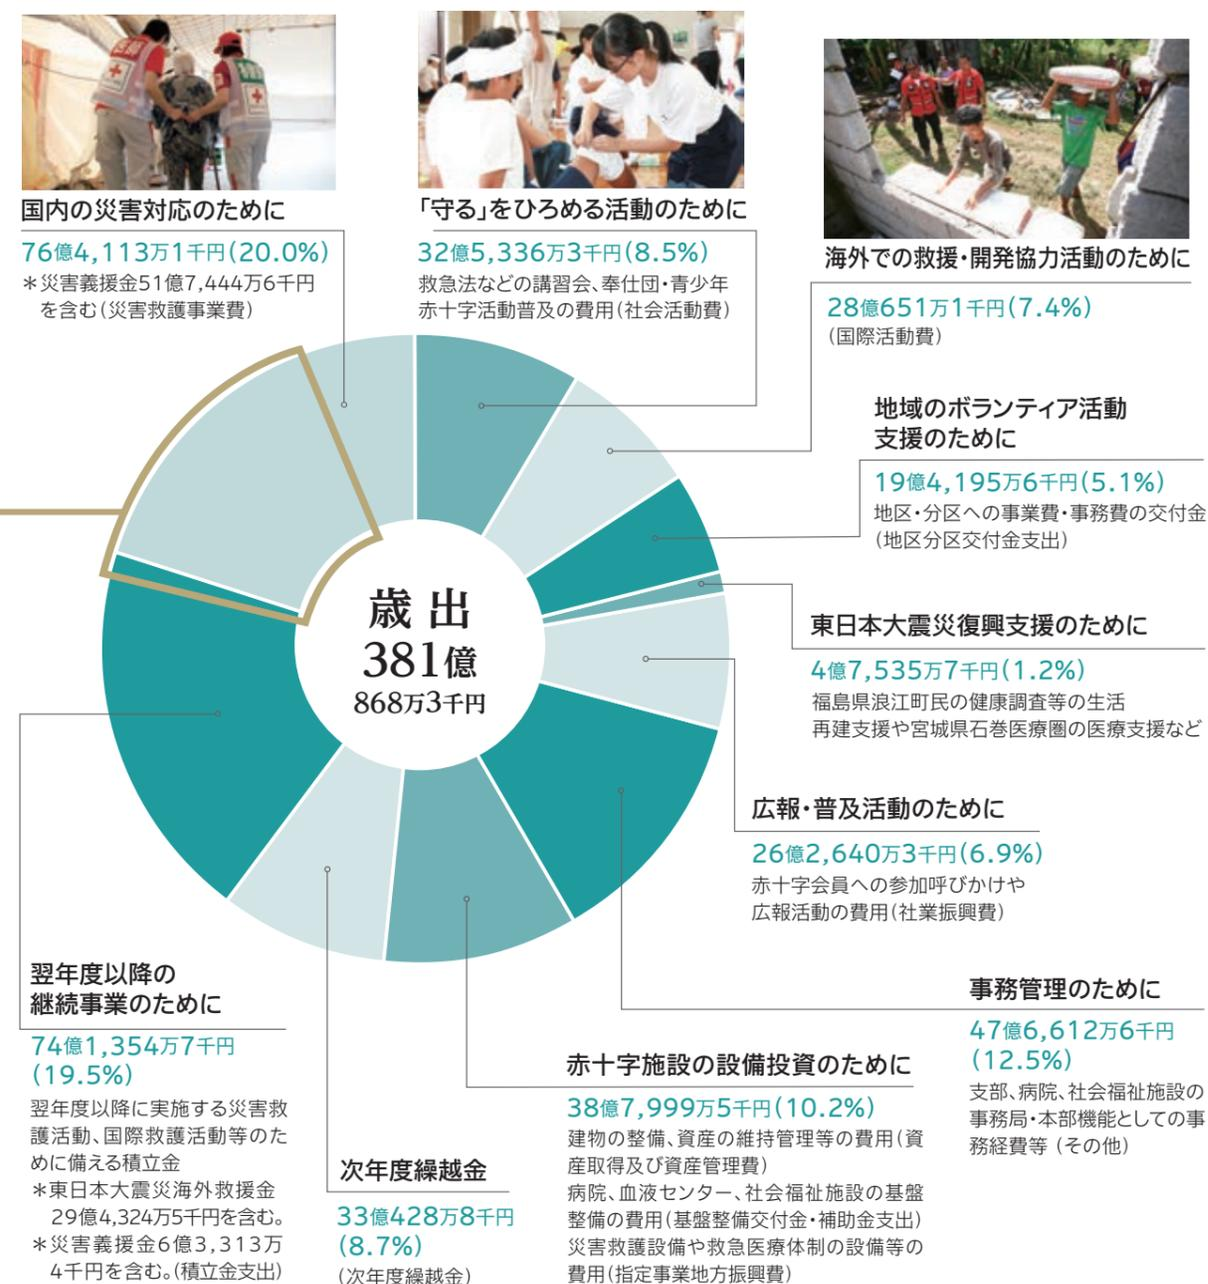 国内の災害対応のために
76億4,113万1千円(20.0%)
＊災害義援金51億7,444万6千円
を含む(災害救護事業費)
「守る」をひろめる活動のために
32億5,336万3千円(8.5%)
救急法などの講習会、奉仕団・青少年
赤十字活動普及の費用(社会活動費)
海外での救援・開発協力活動のために
28億651万1千円(7.4%)
(国際活動費)
地域のボランティア活動
支援のために
19億4,195万6千円(5.1%)
地区・分区への事業費・事務費の交付金
(地区分区交付金支出)
東日本大震災復興支援のために
4億7,535万7千円(1.2%)
福島県浪江町民の健康調査等の生活
再建支援や宮城県石巻医療圏の医療支援など
歳出
381億
868万3千円
広報・普及活動のために
26億2,640万3千円(6.9%)
赤十字会員への参加呼びかけや
広報活動の費用(社業振興費)
事務管理のために
47億6,612万6千円
(12.5%)
支部、病院、社会福祉施設の
事務局・本部機能としての事
務経費等 (その他)
赤十字施設の設備投資のために
38億7,999万5千円(10.2%)
建物の整備、資産の維持管理等の費用(資
産取得及び資産管理費)
病院、血液センター、社会福祉施設の基盤
整備の費用(基盤整備交付金・補助金支出)
災害救護設備や救急医療体制の設備等の
費用(指定事業地方振興費)
次年度繰越金
33億428万8千円
(8.7%)
(次年度繰越金)
翌年度以降の
継続事業のために
74億1,354万7千円
(19.5%)
翌年度以降に実施する災害救
護活動、国際救護活動等のた
めに備える積立金
＊東日本大震災海外救援金
29億4,324万5千円を含む。
＊災害義援金6億3,313万
4千円を含む。(積立金支出)